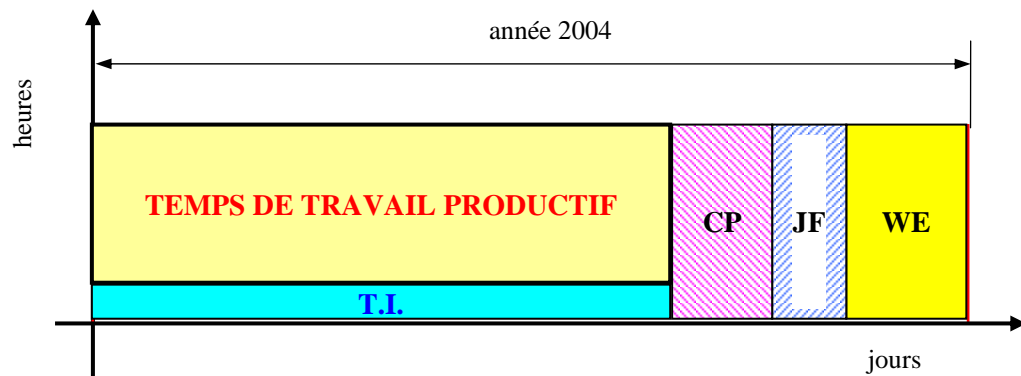 année 2004
heures
TEMPS DE TRAVAIL PRODUCTIF
CP
JF
WE
T.I.
jours